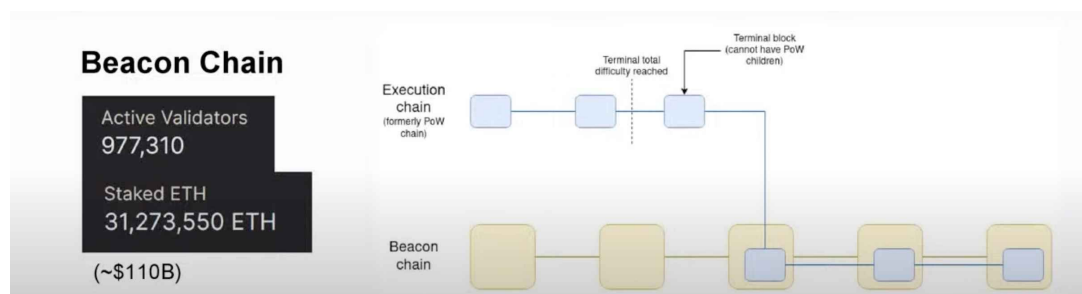 Beacon Chain
Active Validators
977,310
Staked ETH
31,273,550 ETH
(~$110B)
Execution
chain
(formerly PoW
chain)
Terminal total
difficulty reached
Terminal block
(cannot have PoW
children)
Beacon
chain